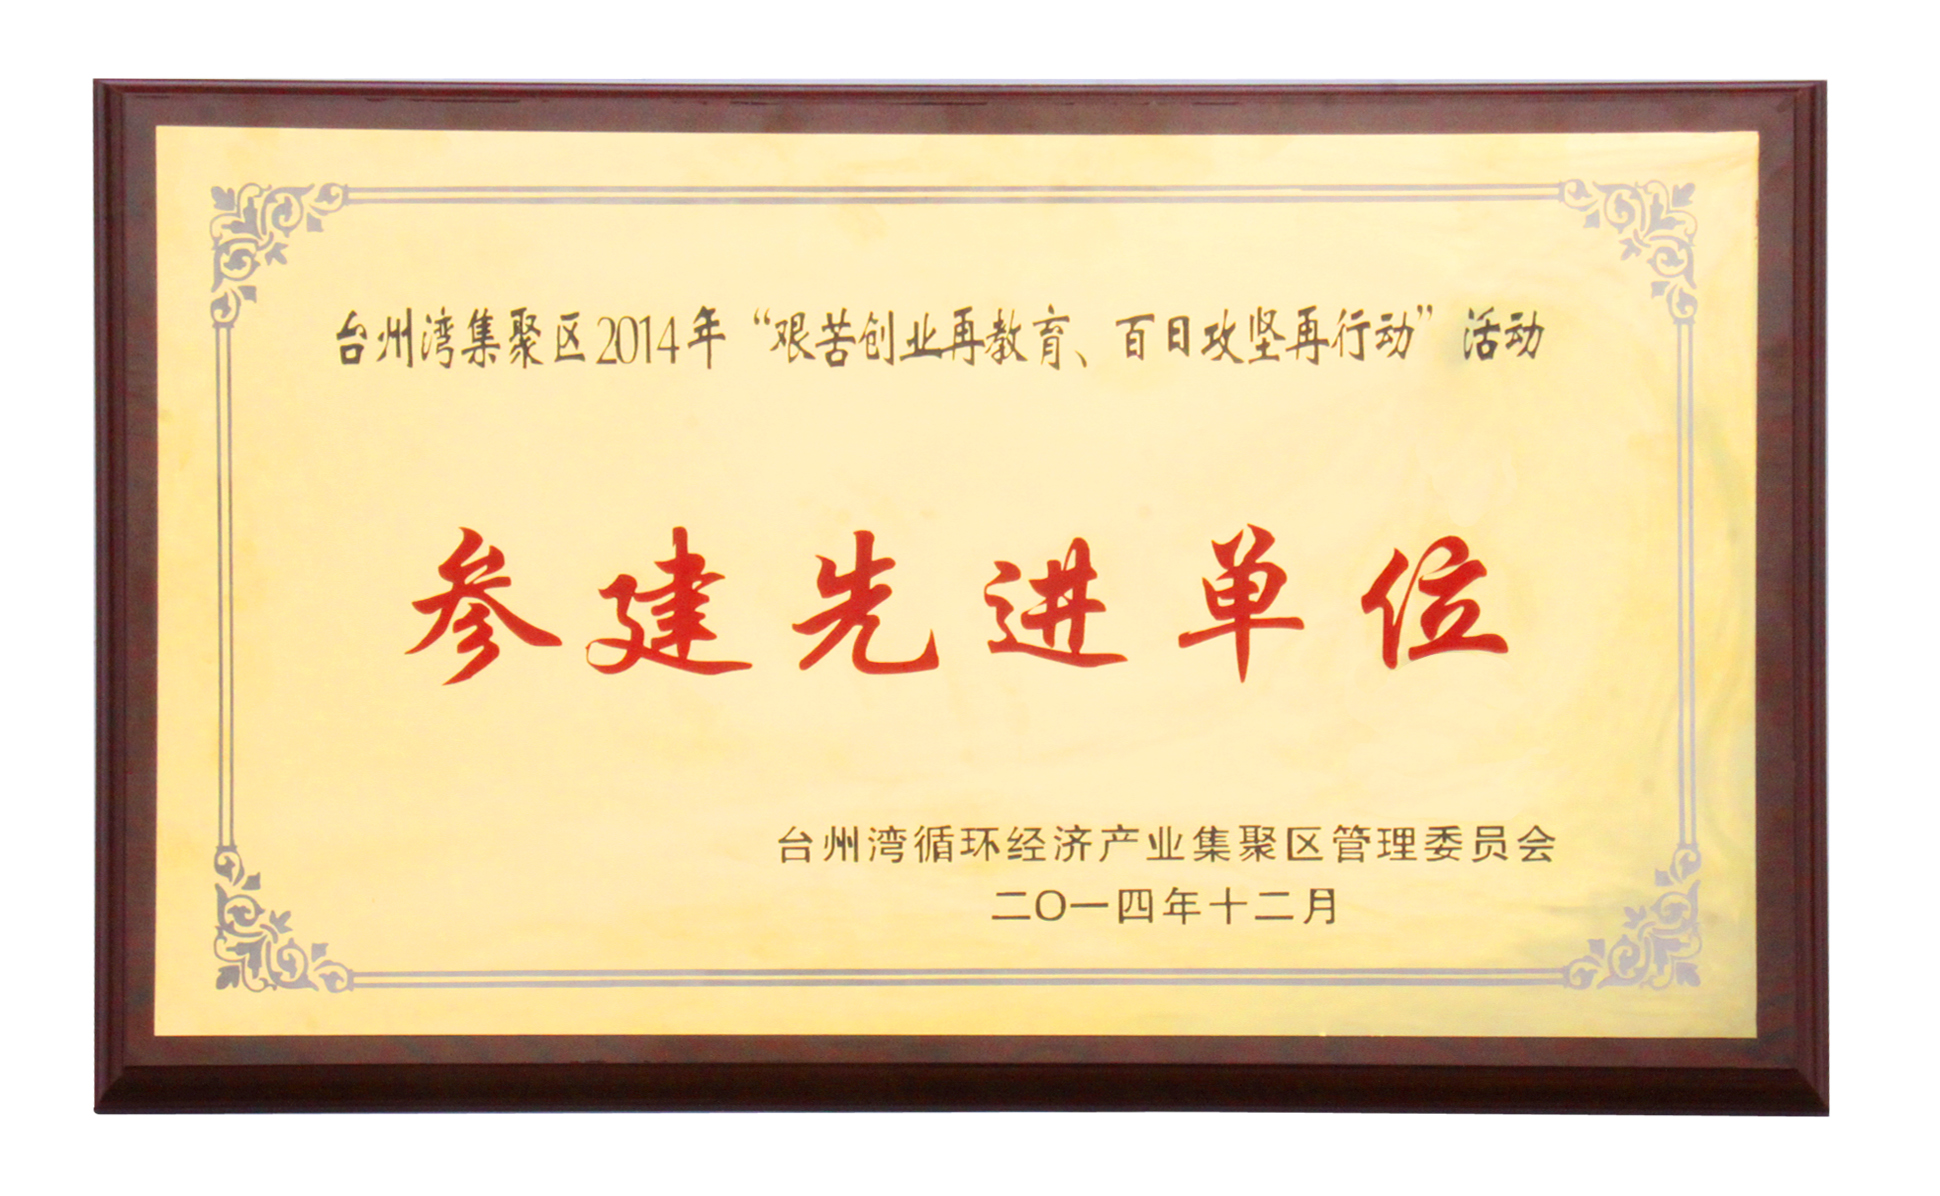 台州湾集聚区2014年“艰苦创业再教育、百日攻坚再行动”活动
参建先进单位
台州湾循环经济产业集聚区管理委员会
二〇一四年十二月